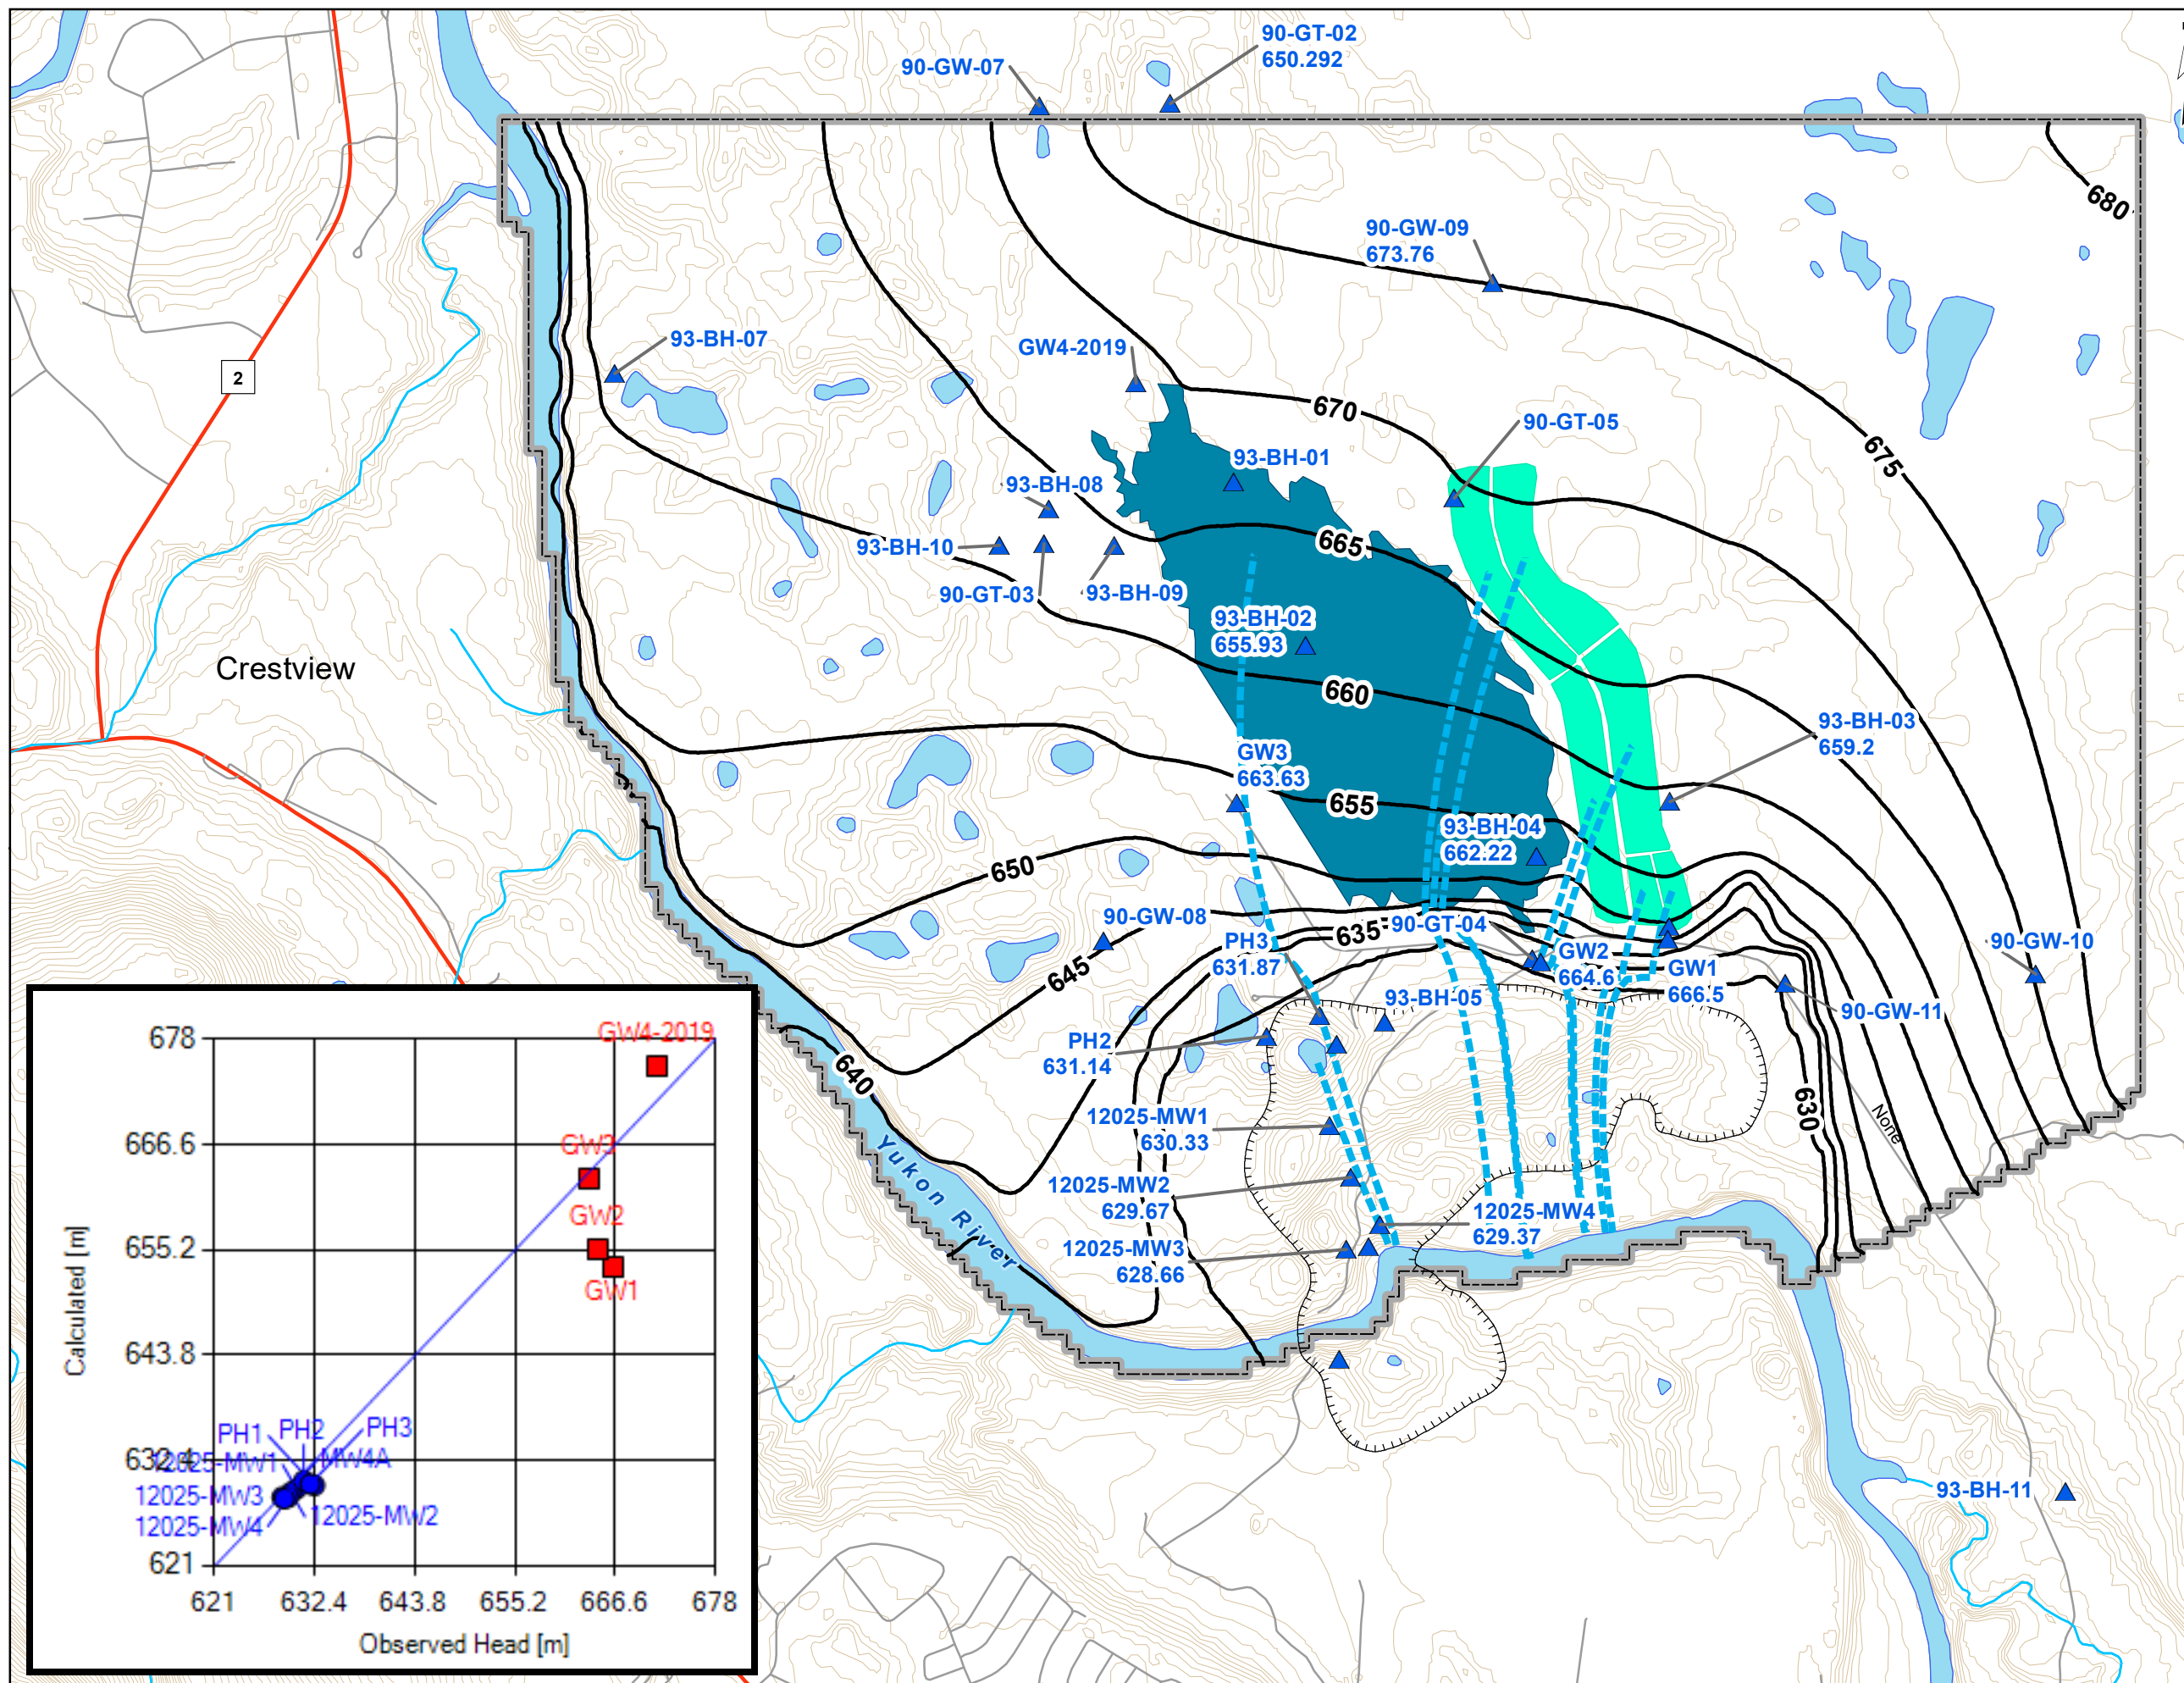 90-GT-02
650.292
90-GW-07
680
90-GW-09
673.76
93-BH-07
GW4-2019
2
670
90-GT-05
675
93-BH-01
93-BH-08
665
93-BH-10
90-GT-03
93-BH-09
93-BH-02
655.93
Crestview
660
93-BH-03
659.2
GW3
663.63
655
93-BH-04
662.22
650
90-GW-08
90-GT-04
635
PH3
631.87
645
GW2
664.6
GW1
666.5
90-GW-10
93-BH-05
90-GW-11
PH2
631.14
640
630
None
12025-MW1
630.33
Yukon River
12025-MW2
629.67
12025-MW4
629.37
12025-MW3
628.66
93-BH-11
GW4-2019
678
GW3
666.6
GW2
655.2
GW1
Calculated [m]
643.8
PH1
PH2
PH3
632.4
12025-MW1
MW4A
12025-MW3
12025-MW2
12025-MW4
621
621
632.4
643.8
655.2
666.6
678
Observed Head [m]